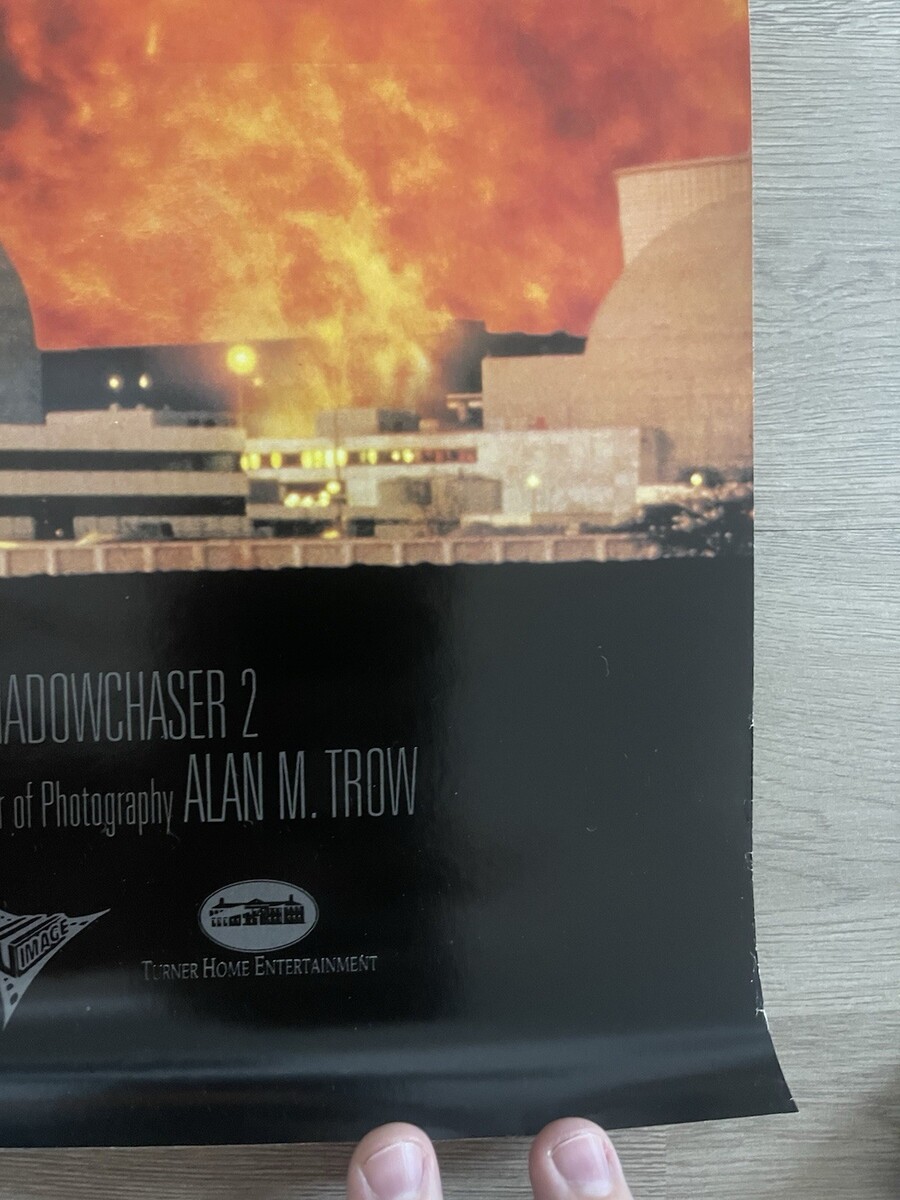 ADOWCHASER 2
r of Photography ALAN M. TROW
IMAGE
TURNER HOME ENTERTAINMENT